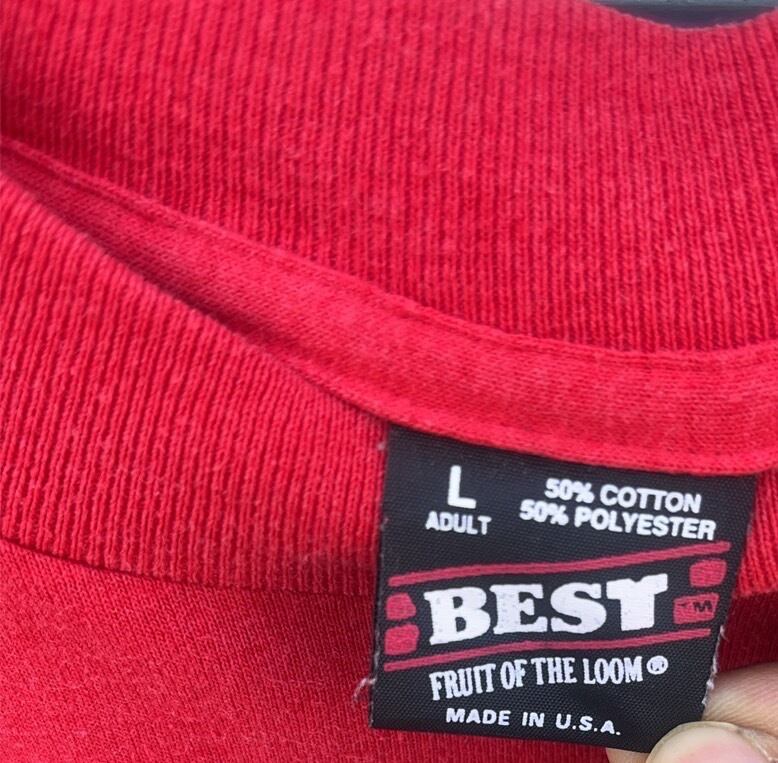 L
ADULT
50% COTTON
50% POLYESTER
BEST
TM
FRUIT OF THE LOOM®
MADE IN U.S.A.